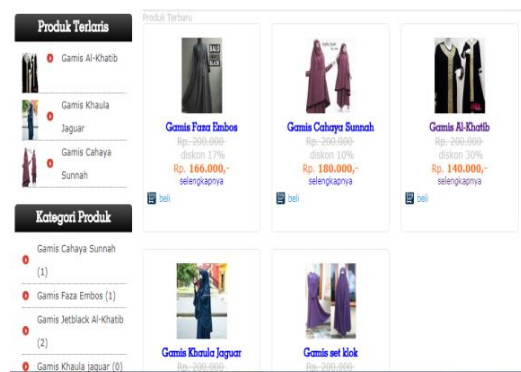 Produk Terlaris
Gamis Al-Khatib
Gamis Khaula
Jaguar
Gamis Cahaya
Sunnah
Kategori Produk
Gamis Cahaya Sunnah
(1)
Gamis Faza Embos (1)
Gamis Jetblack Al-Khatib
(2)
Gamis Khaula jaguar (0)
Produk Terbaru
Gamis Faza Embos
Rp. 200.000
diskon 17%
Rp. 166.000,-
selengkapnya
beli
Gamis Cahaya Sunnah
Rp. 200.000
diskon 10%
Rp. 180.000,-
selengkapnya
beli
Gamis Al-Khatib
Rp. 200.000
diskon 30%
Rp. 140.000,-
selengkapnya
beli
Gamis Khaula Jaguar
Rp. 200.000
Gamis set klok
Rp. 200.000